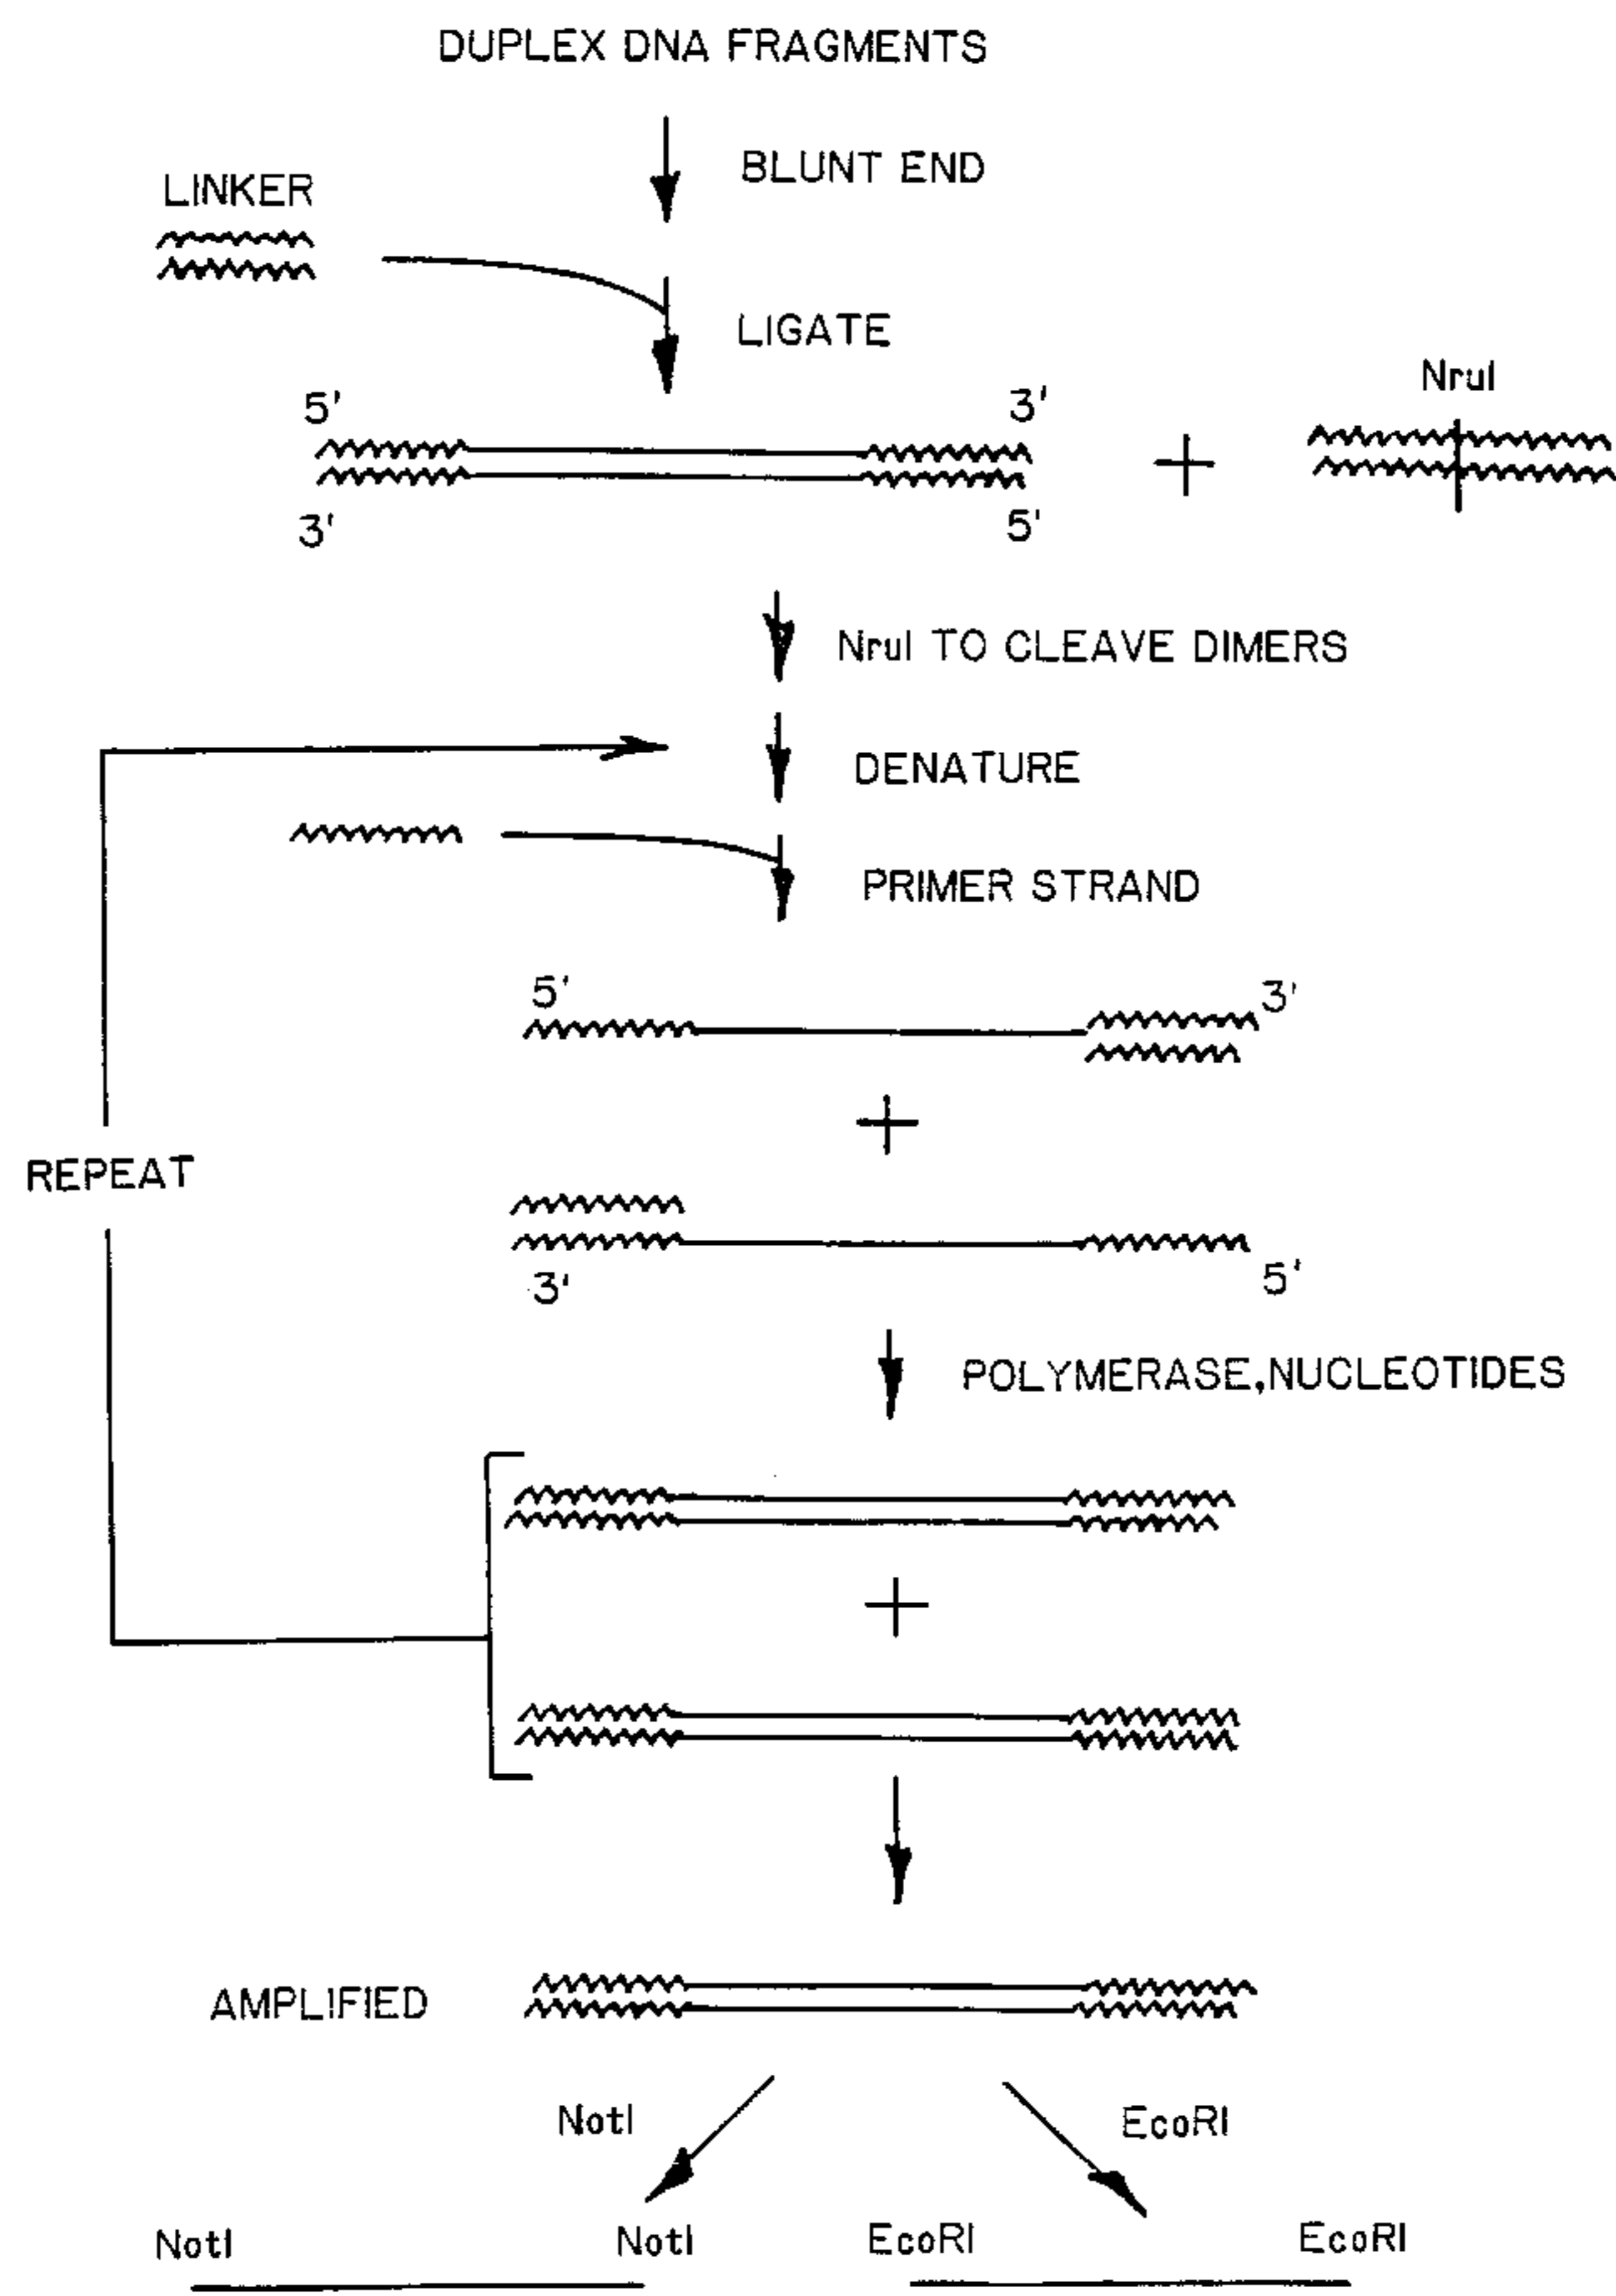 DUPLEX DNA FRAGMENTS
BLUNT END
LINKER
LIGATE
5' 3'
NruI
3' 5'
NruI TO CLEAVE DIMERS
DENATURE
PRIMER STRAND
5' 3'
REPEAT
3' 5'
POLYMERASE,NUCLEOTIDES
AMPLIFIED
NotI EcoRI
NotI NotI EcoRI EcoRI